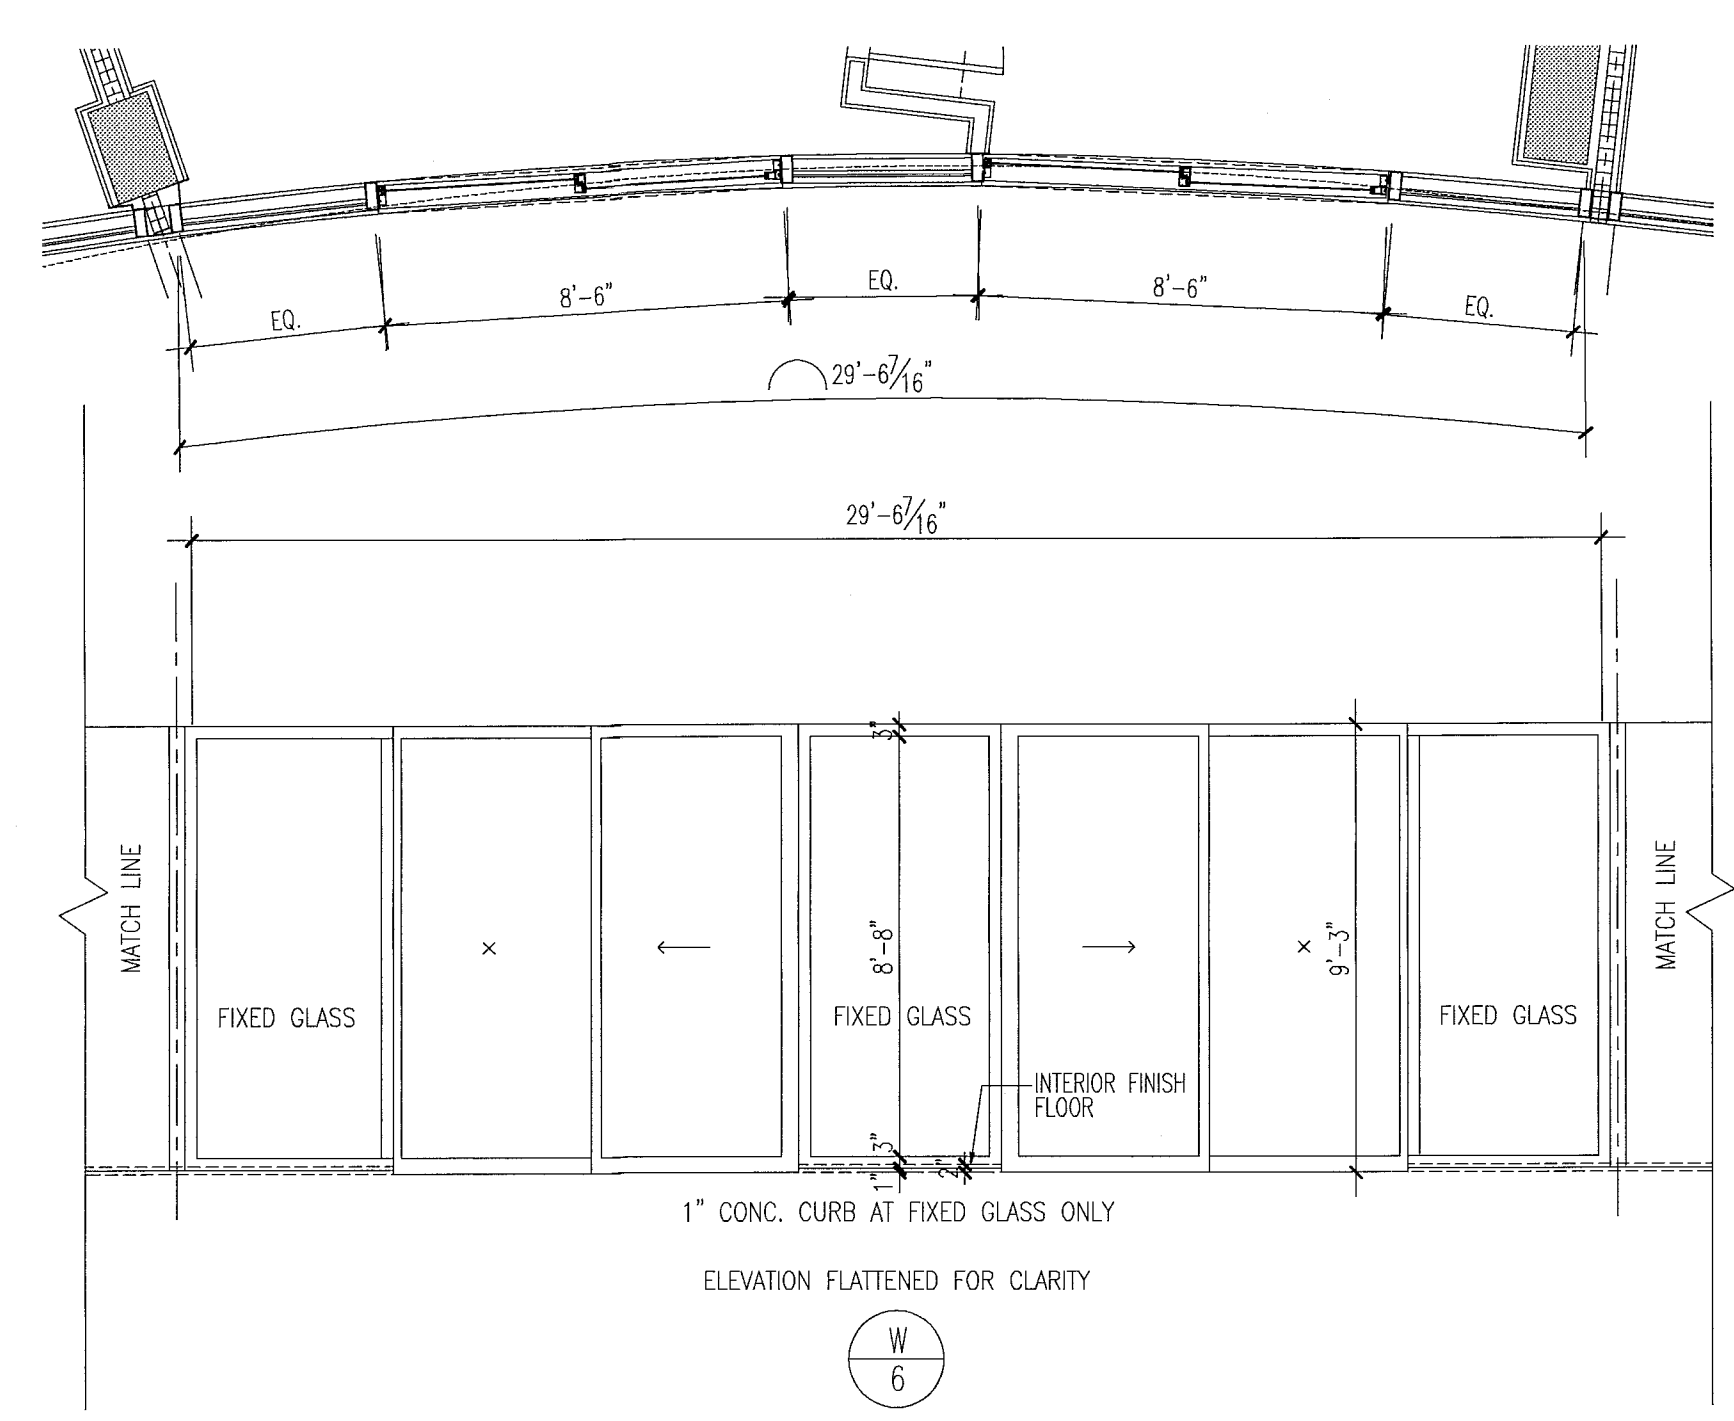 EQ.
8'-6"
EQ.
8'-6"
EQ.
29'-6 7/16"
29'-6 7/16"
3"
MATCH LINE
8'-8"
9'-3"
MATCH LINE
FIXED GLASS
FIXED GLASS
FIXED GLASS
INTERIOR FINISH
FLOOR
3"
1"
2"
1" CONC. CURB AT FIXED GLASS ONLY
ELEVATION FLATTENED FOR CLARITY
W
6